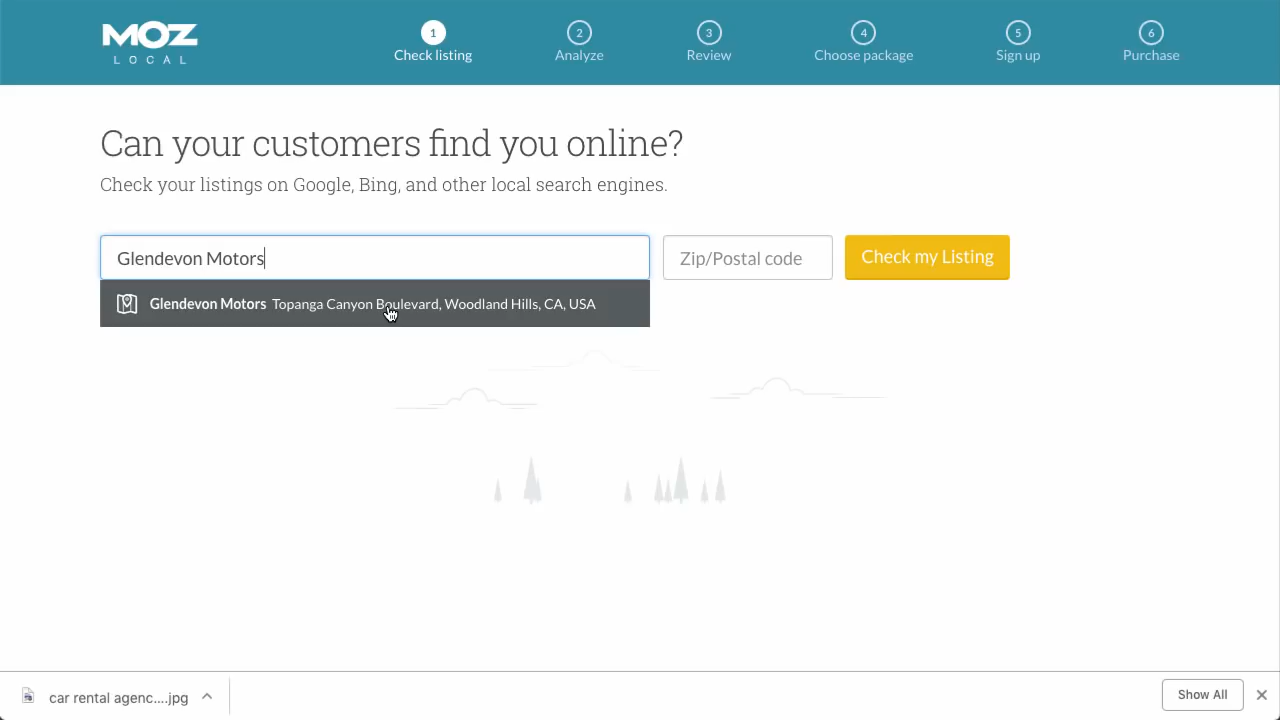 MOZ
LOCAL
1 2 3 4 5 6
Check listing Analyze Review Choose package Sign up Purchase
Can your customers find you online?
Check your listings on Google, Bing, and other local search engines.
Glendevon Motors Zip/Postal code Check my Listing
Glendevon Motors Topanga Canyon Boulevard, Woodland Hills, CA, USA
car rental agenc....jpg Show All